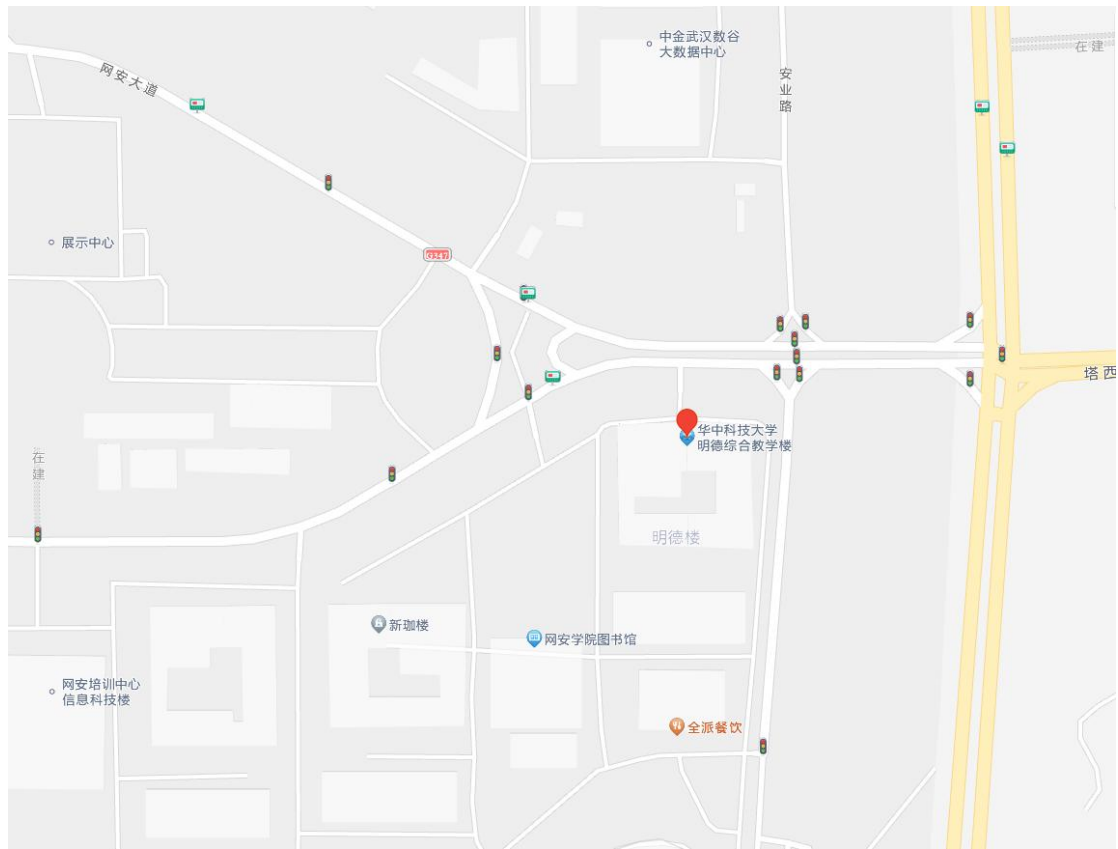 中金武汉数谷
大数据中心
在建
网安大道
安业路
展示中心
G347
塔西
华中科技大学
明德综合教学楼
在建
明德楼
新珈楼
网安学院图书馆
网安培训中心
信息科技楼
全派餐饮